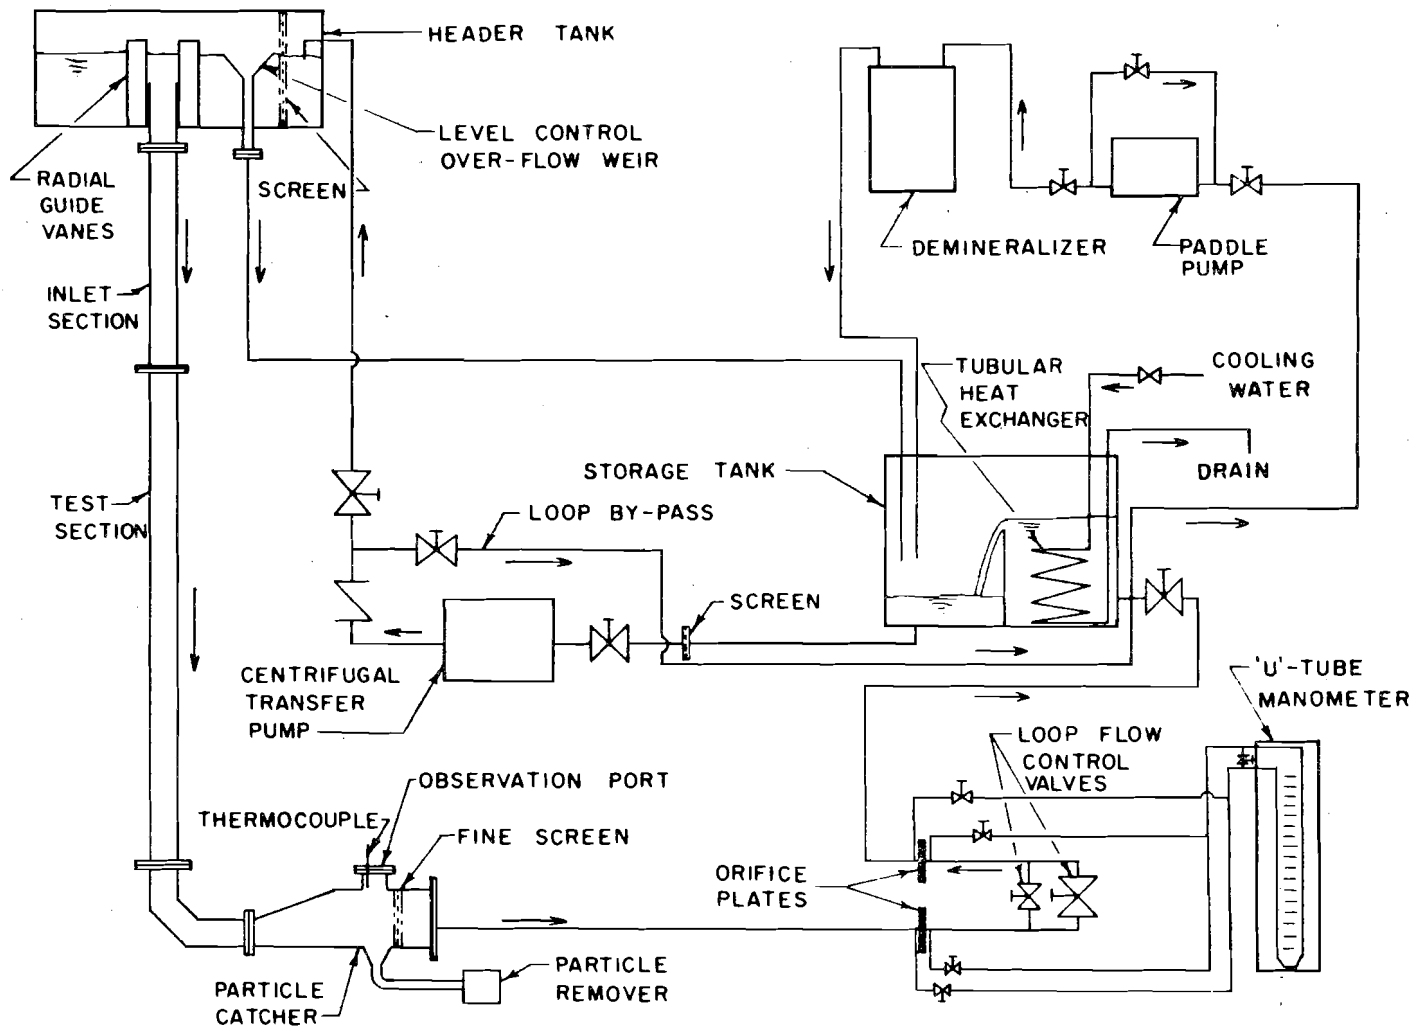 HEADER TANK
LEVEL CONTROL
OVER-FLOW WEIR
RADIAL
GUIDE
VANES
SCREEN
INLET
SECTION
TEST
SECTION
DEMINERALIZER
PADDLE
PUMP
TUBULAR
HEAT
EXCHANGER
COOLING
WATER
DRAIN
STORAGE TANK
LOOP BY-PASS
SCREEN
CENTRIFUGAL
TRANSFER
PUMP
'U'-TUBE
MANOMETER
LOOP FLOW
CONTROL
VALVES
OBSERVATION PORT
THERMOCOUPLE
FINE SCREEN
ORIFICE
PLATES
PARTICLE
REMOVER
PARTICLE
CATCHER